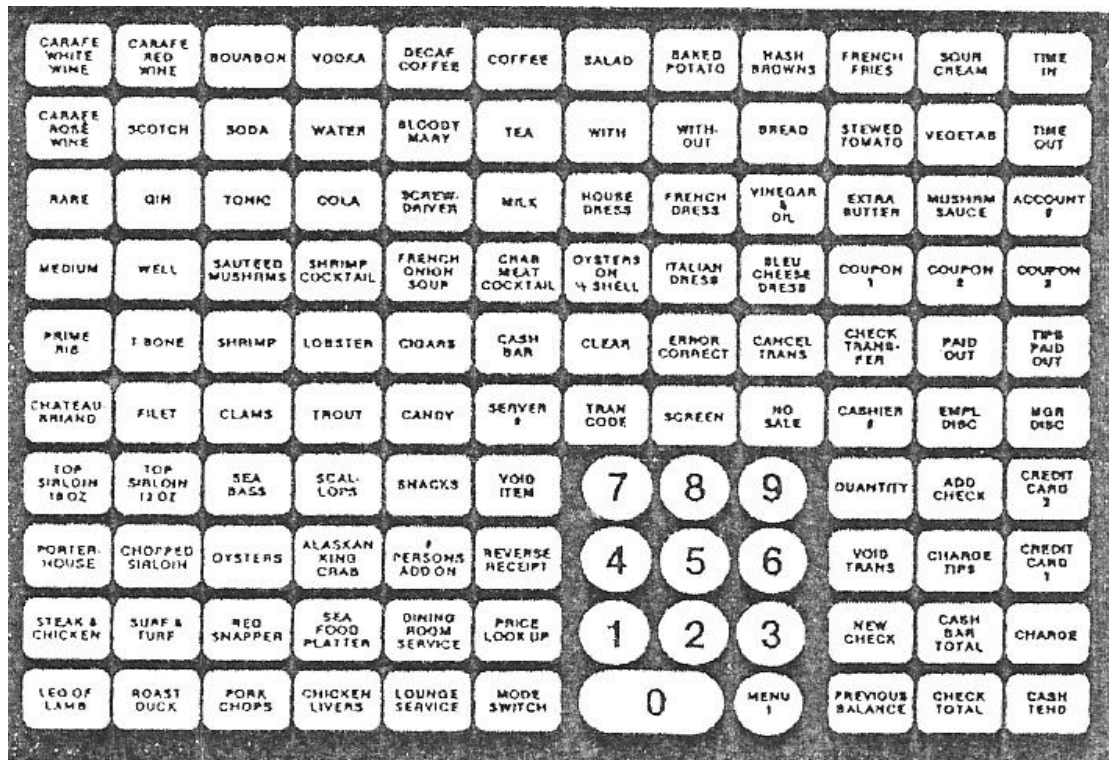 CARAFE
WHITE
WINE
CARAFE
RED
WINE
BOURBON
VODKA
DECAF
COFFEE
COFFEE
SALAD
BAKED
POTATO
HASH
BROWNS
FRENCH
FRIES
SOUR
CREAM
TIME
IN
CARAFE
ROSÉ
WINE
SCOTCH
SODA
WATER
BLOODY
MARY
TEA
WITH
WITH-
OUT
BREAD
STEWED
TOMATO
VEGETAB
TIME
OUT
RARE
GIN
TONIC
COLA
SCREW-
DRIVER
MILK
HOUSE
DRESS
FRENCH
DRESS
VINEGAR
&
OIL
EXTRA
BUTTER
MUSHRM
SAUCE
ACCOUNT
#
MEDIUM
WELL
SAUTEED
MUSHRMS
SHRIMP
COCKTAIL
FRENCH
ONION
SOUP
CRAB
MEAT
COCKTAIL
OYSTERS
ON
½ SHELL
ITALIAN
DRESS
BLEU
CHEESE
DRESS
COUPON
1
COUPON
2
COUPON
3
PRIME
RIB
T BONE
SHRIMP
LOBSTER
CIGARS
CASH
BAR
CLEAR
ERROR
CORRECT
CANCEL
TRANS
CHECK
TRANS-
FER
PAID
OUT
TIPS
PAID
OUT
CHATEAU-
BRIAND
FILET
CLAMS
TROUT
CANDY
SERVER
#
TRAN
CODE
SCREEN
NO
SALE
CASHIER
#
EMPL
DISC
MGR
DISC
TOP
SIRLOIN
18 OZ
TOP
SIRLOIN
12 OZ
SEA
BASS
SCAL-
LOPS
SNACKS
VOID
ITEM
7
8
9
QUANTITY
ADD
CHECK
CREDIT
CARD
2
PORTER-
HOUSE
CHOPPED
SIRLOIN
OYSTERS
ALASKAN
KING
CRAB
#
PERSONS
ADD ON
REVERSE
RECEIPT
4
5
6
VOID
TRANS
CHARGE
TIPS
CREDIT
CARD
1
STEAK &
CHICKEN
SURF &
TURF
RED
SNAPPER
SEA
FOOD
PLATTER
DINING
ROOM
SERVICE
PRICE
LOOK UP
1
2
3
NEW
CHECK
CASH
BAR
TOTAL
CHARGE
LEG OF
LAMB
ROAST
DUCK
PORK
CHOPS
CHICKEN
LIVERS
LOUNGE
SERVICE
MODE
SWITCH
0
MENU
1
PREVIOUS
BALANCE
CHECK
TOTAL
CASH
TEND